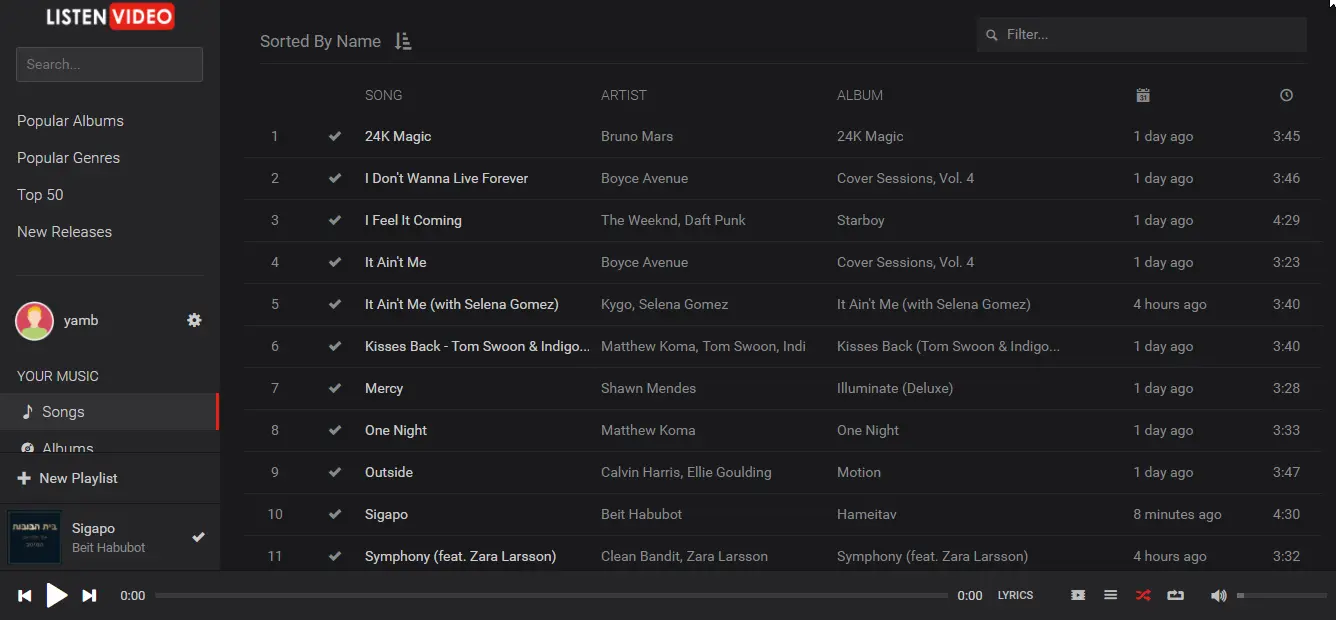 LISTEN VIDEO
Search...
Popular Albums
Popular Genres
Top 50
New Releases
yamb
YOUR MUSIC
Songs
Albums
New Playlist
בית הבובות
Sigapo
Beit Habubot
Sorted By Name
Filter...
SONG ARTIST ALBUM 31
1 24K Magic Bruno Mars 24K Magic 1 day ago 3:45
2 I Don't Wanna Live Forever Boyce Avenue Cover Sessions, Vol. 4 1 day ago 3:46
3 I Feel It Coming The Weeknd, Daft Punk Starboy 1 day ago 4:29
4 It Ain't Me Boyce Avenue Cover Sessions, Vol. 4 1 day ago 3:23
5 It Ain't Me (with Selena Gomez) Kygo, Selena Gomez It Ain't Me (with Selena Gomez) 4 hours ago 3:40
6 Kisses Back - Tom Swoon & Indigo... Matthew Koma, Tom Swoon, Indi Kisses Back (Tom Swoon & Indigo... 1 day ago 3:40
7 Mercy Shawn Mendes Illuminate (Deluxe) 1 day ago 3:28
8 One Night Matthew Koma One Night 1 day ago 3:33
9 Outside Calvin Harris, Ellie Goulding Motion 1 day ago 3:47
10 Sigapo Beit Habubot Hameitav 8 minutes ago 4:30
11 Symphony (feat. Zara Larsson) Clean Bandit, Zara Larsson Symphony (feat. Zara Larsson) 4 hours ago 3:32
0:00 0:00 LYRICS